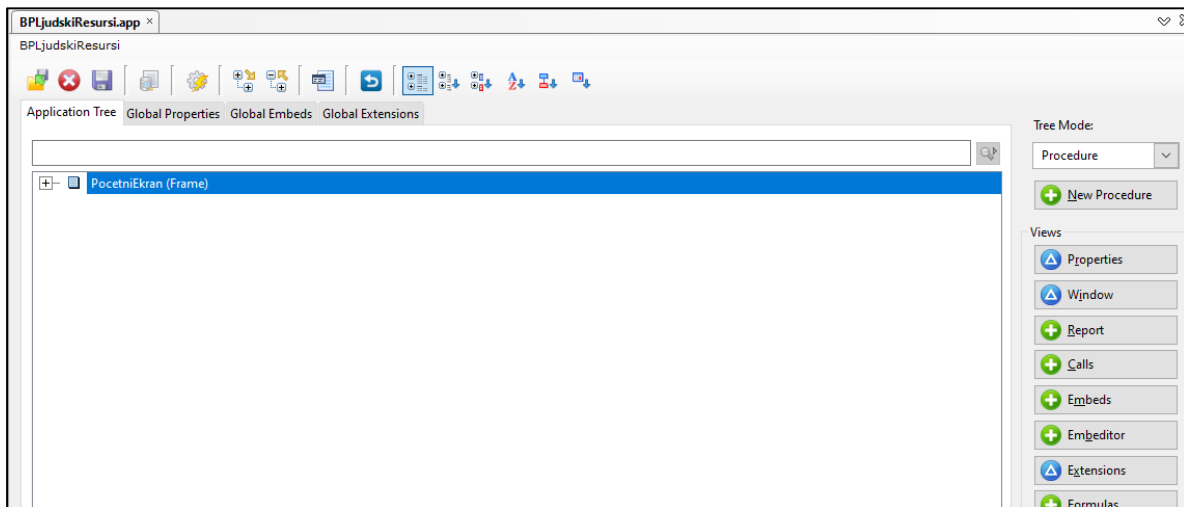 BPLjudskiResursi.app ×
BPLjudskiResursi
Application Tree Global Properties Global Embeds Global Extensions
PocetniEkran (Frame)
Tree Mode:
Procedure
New Procedure
Views
Properties
Window
Report
Calls
Embeds
Embeditor
Extensions
Formulas